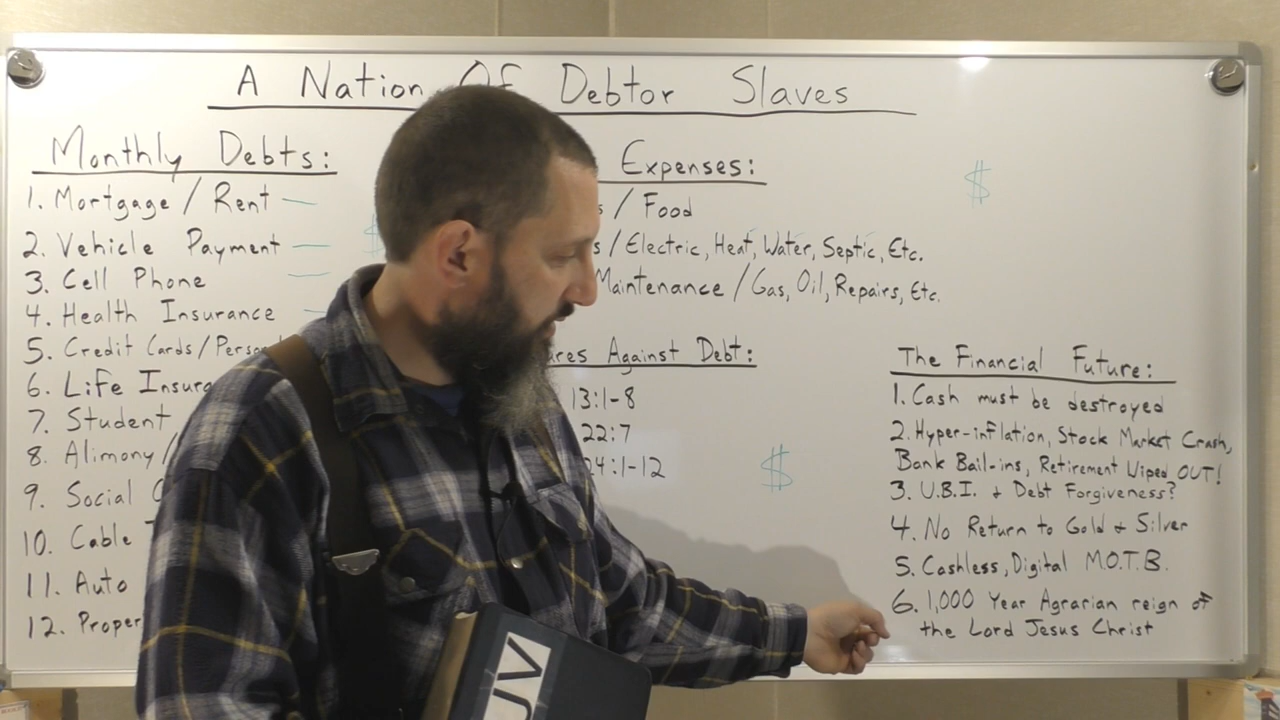 A Nation Of Debtor Slaves
Monthly Debts:
1. Mortgage / Rent —
2. Vehicle Payment —
3. Cell Phone —
4. Health Insurance —
5. Credit Cards/
6. Life
7. Student
8. Alimony/
9. Social
10. Cable
11. Auto
12.
Expenses:
/ Food
/ Electric, Heat, Water, Septic, Etc.
Maintenance / Gas, Oil, Repairs, Etc.
$
$
Against Debt:
13:1-8
22:7
24:1-12
The Financial Future:
1. Cash must be destroyed
2. Hyper-inflation, Stock Market Crash,
Bank Bail-ins, Retirement Wiped OUT!
3. U.B.I. + Debt Forgiveness?
4. No Return to Gold + Silver
5. Cashless, Digital M.O.T.B.
6. 1,000 Year Agrarian reign of
the Lord Jesus Christ